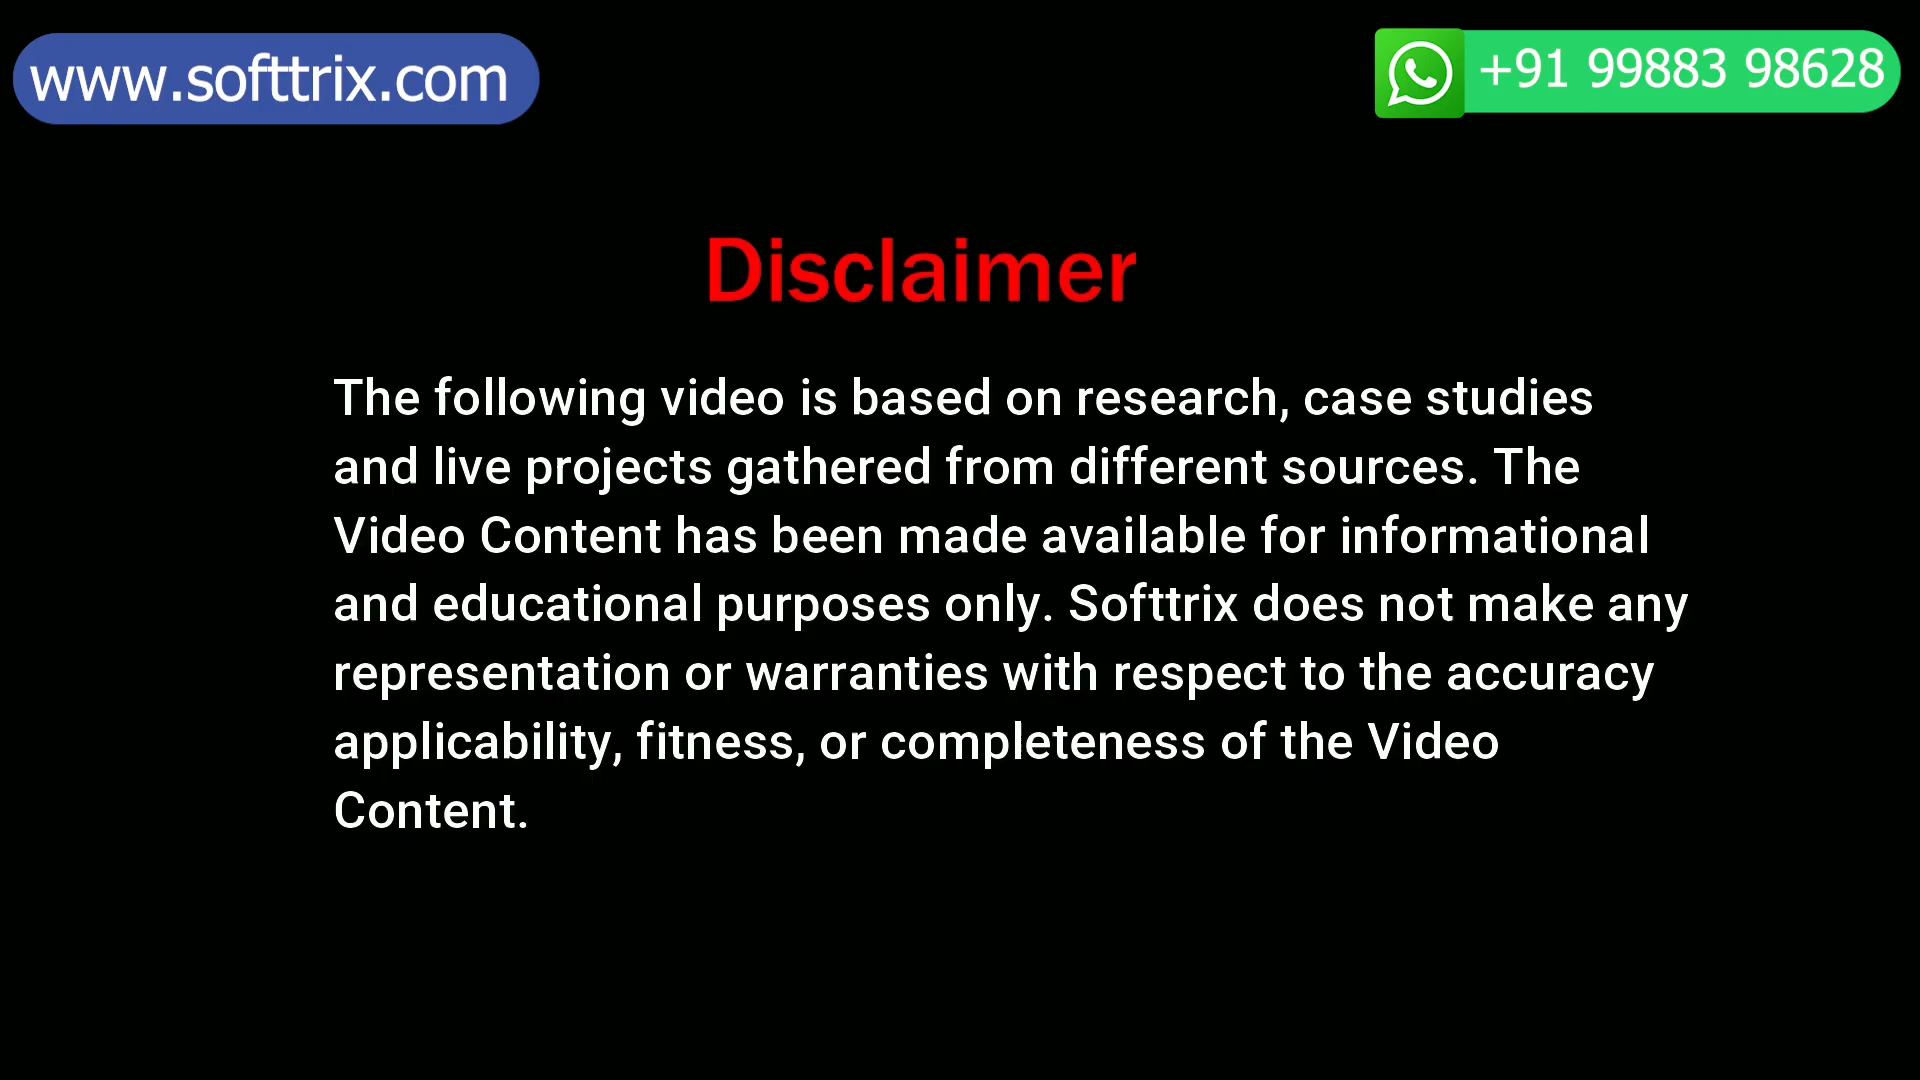 www.softtrix.com
+91 99883 98628
Disclaimer
The following video is based on research, case studies
and live projects gathered from different sources. The
Video Content has been made available for informational
and educational purposes only. Softtrix does not make any
representation or warranties with respect to the accuracy
applicability, fitness, or completeness of the Video
Content.